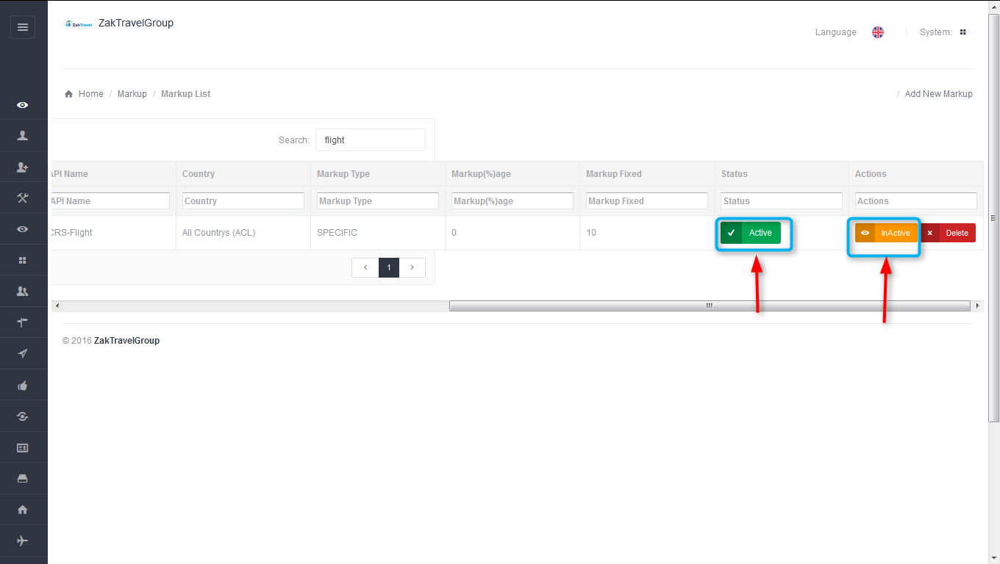 ZakTravel ZakTravelGroup
Language System:
Home / Markup / Markup List / Add New Markup
Search: flight
API Name Country Markup Type Markup(%)age Markup Fixed Status Actions
API Name Country Markup Type Markup(%)age Markup Fixed Status Actions
CRS-Flight All Countrys (ACL) SPECIFIC 0 10 Active InActive Delete
1
© 2016 ZakTravelGroup